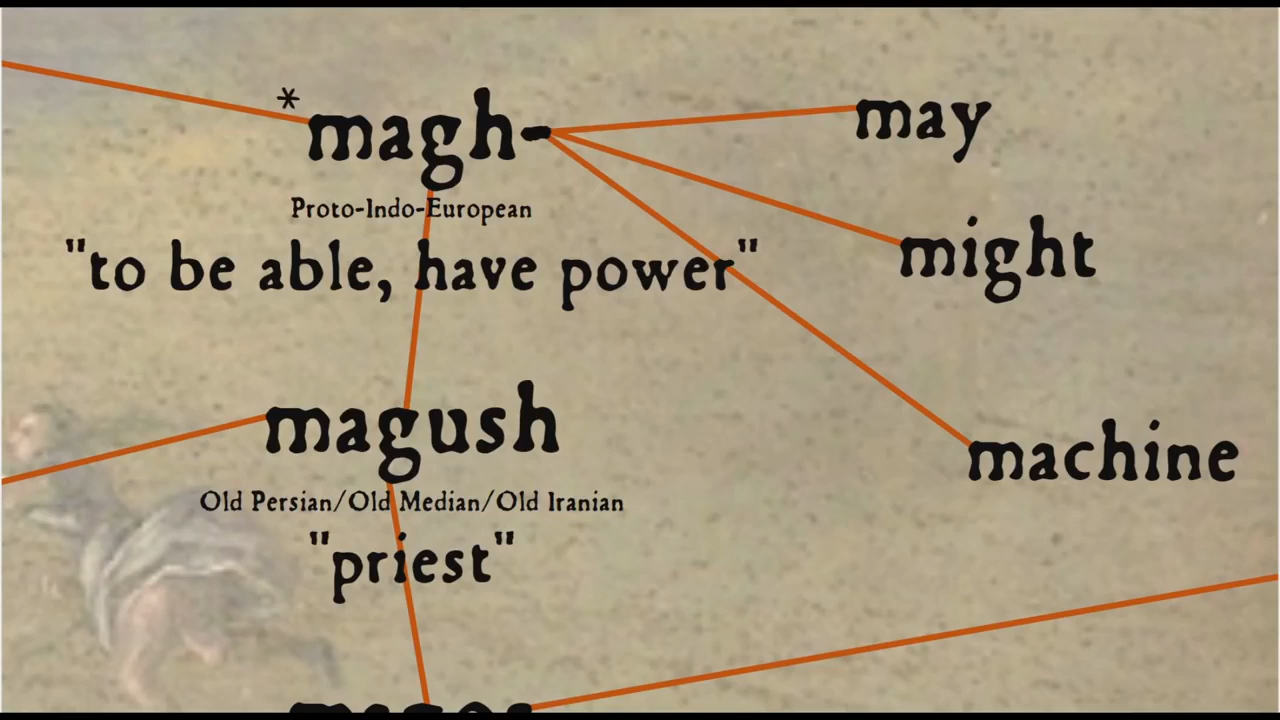 *magh-
may
Proto-Indo-European
"to be able, have power"
might
magush
machine
Old Persian/Old Median/Old Iranian
"priest"